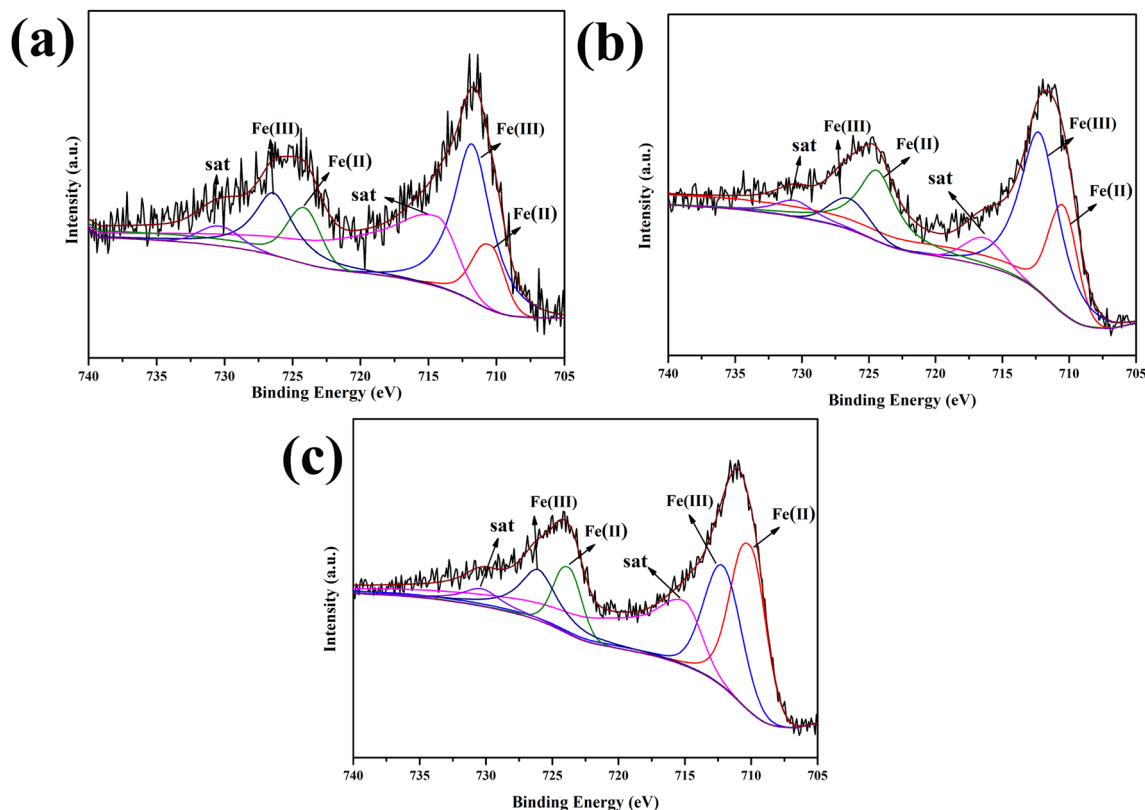 (a)
Intensity (a.u.)
sat
Fe(III)
Fe(II)
sat
Fe(III)
Fe(II)
740 735 730 725 720 715 710 705
Binding Energy (eV)
(b)
Intensity (a.u.)
sat
Fe(III)
Fe(II)
sat
Fe(III)
Fe(II)
740 735 730 725 720 715 710 705
Binding Energy (eV)
(c)
Intensity (a.u.)
sat
Fe(III)
Fe(II)
sat
Fe(III)
Fe(II)
740 735 730 725 720 715 710 705
Binding Energy (eV)